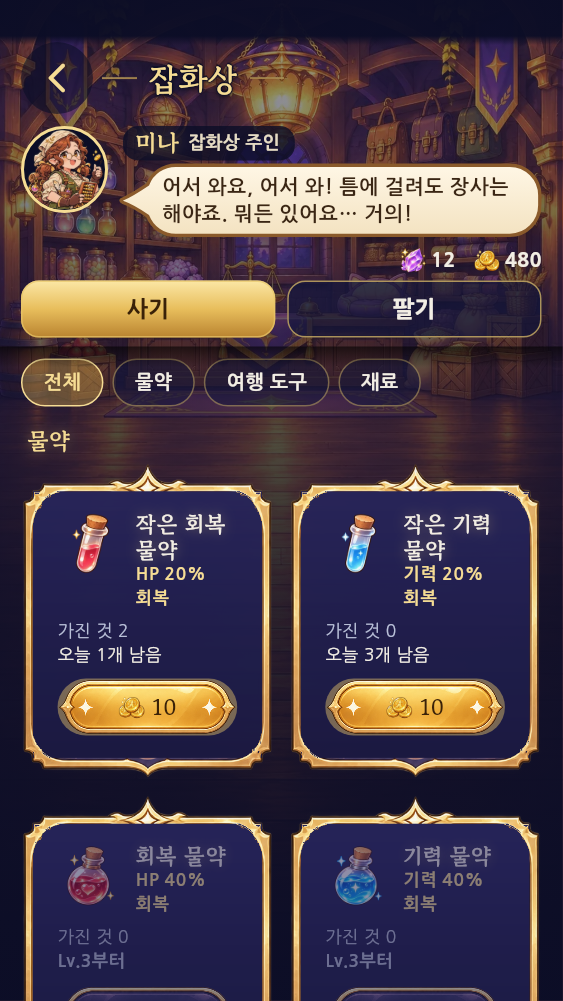 잡화상
미나 잡화상 주인
어서 와요, 어서 와! 틈에 걸려도 장사는
해야죠. 뭐든 있어요… 거의!
12 480
사기 팔기
전체 물약 여행 도구 재료
물약
작은 회복
물약
HP 20%
회복
가진 것 2
오늘 1개 남음
10
작은 기력
물약
기력 20%
회복
가진 것 0
오늘 3개 남음
10
회복 물약
HP 40%
회복
가진 것 0
Lv.3부터
기력 물약
기력 40%
회복
가진 것 0
Lv.3부터